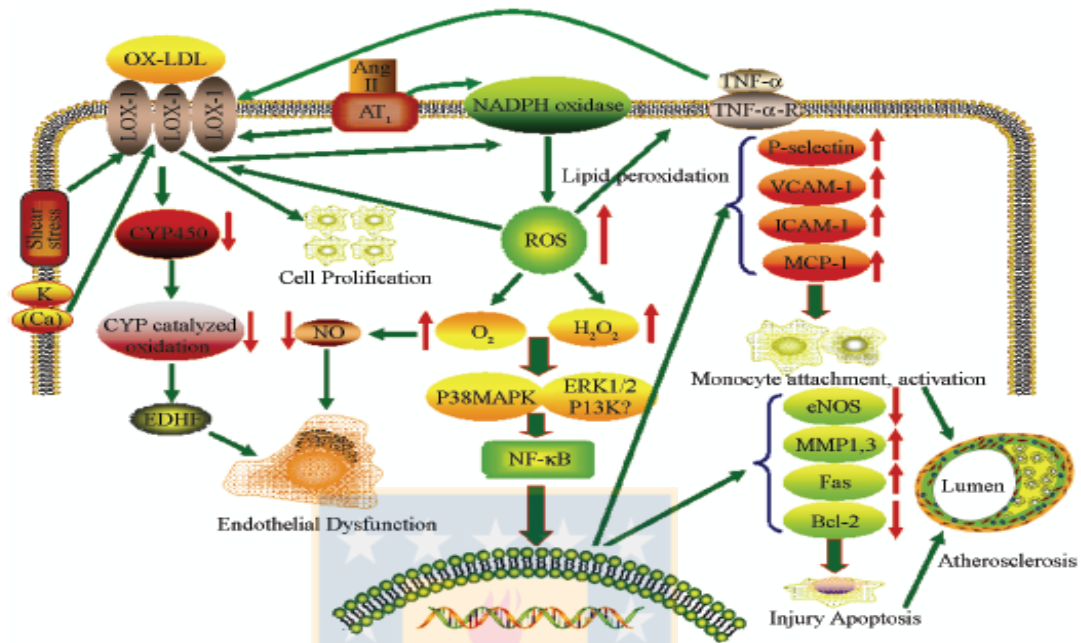 OX-LDL
LOX-1
LOX-1
LOX-1
Ang
II
AT1
NADPH oxidase
TNF-α
TNF-α-R
Shear
stress
K
(Ca)
CYP450
Cell Prolification
CYP catalyzed
oxidation
EDHF
NO
Endothelial Dysfunction
Lipid peroxidation
ROS
O2
H2O2
P38MAPK
ERK1/2
P13K?
NF-κB
P-selectin
VCAM-1
ICAM-1
MCP-1
Monocyte attachment, activation
eNOS
MMP1,3
Fas
Bcl-2
Injury Apoptosis
Lumen
Atherosclerosis